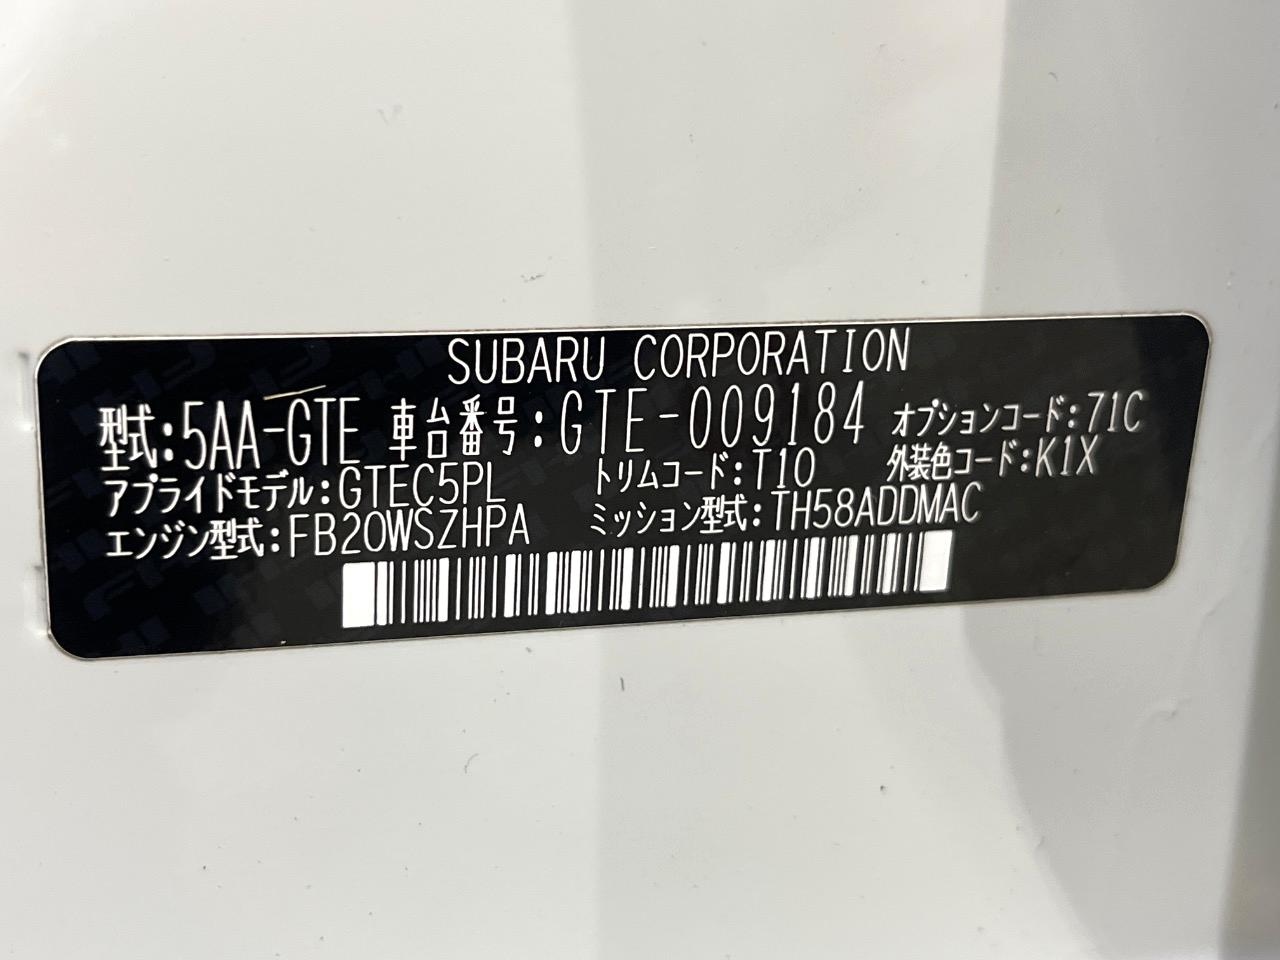 SUBARU CORPORATION
型式:5AA-GTE 車台番号:GTE-009184 オプションコード:71C
アプライドモデル:GTEC5PL トリムコード:T10 外装色コード:K1X
エンジン型式:FB20WSZHPA ミッション型式:TH58ADDMAC